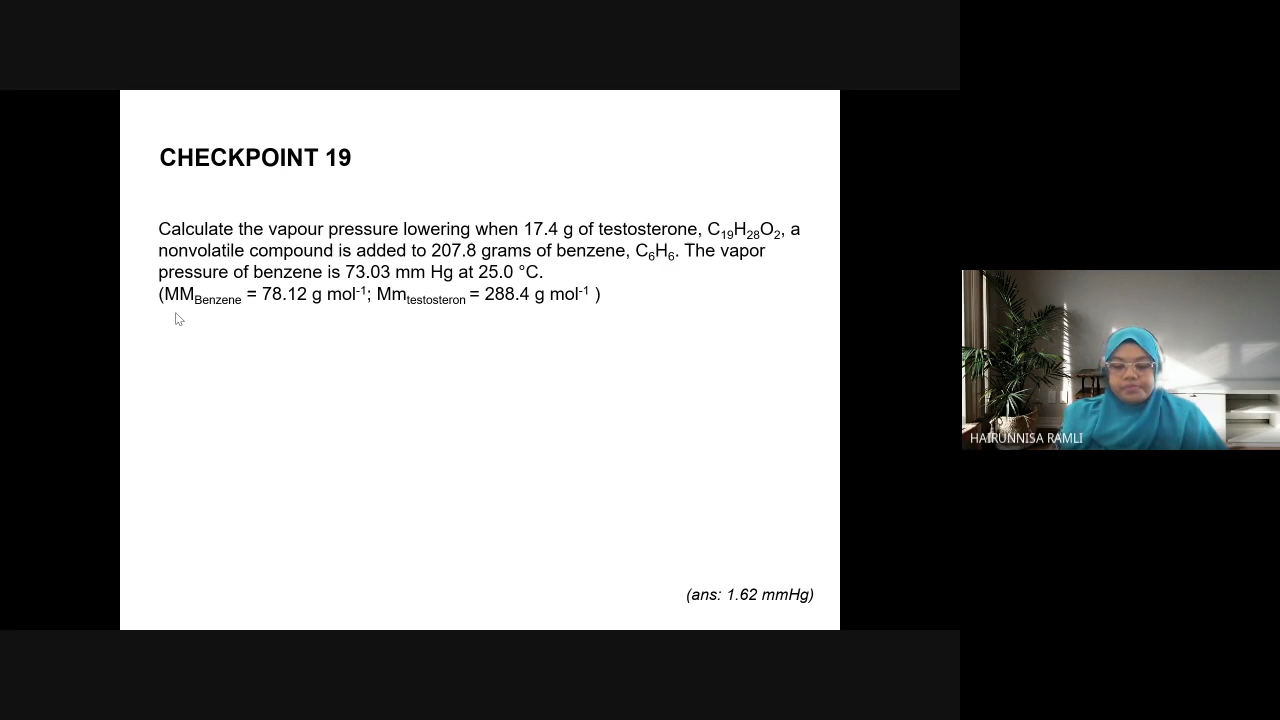 CHECKPOINT 19
Calculate the vapour pressure lowering when 17.4 g of testosterone, C₁₉H₂₈O₂, a
nonvolatile compound is added to 207.8 grams of benzene, C₆H₆. The vapor
pressure of benzene is 73.03 mm Hg at 25.0 °C.
(MM_Benzene = 78.12 g mol⁻¹; Mm_testosteron = 288.4 g mol⁻¹ )
(ans: 1.62 mmHg)
HAIRUNNISA RAMLI